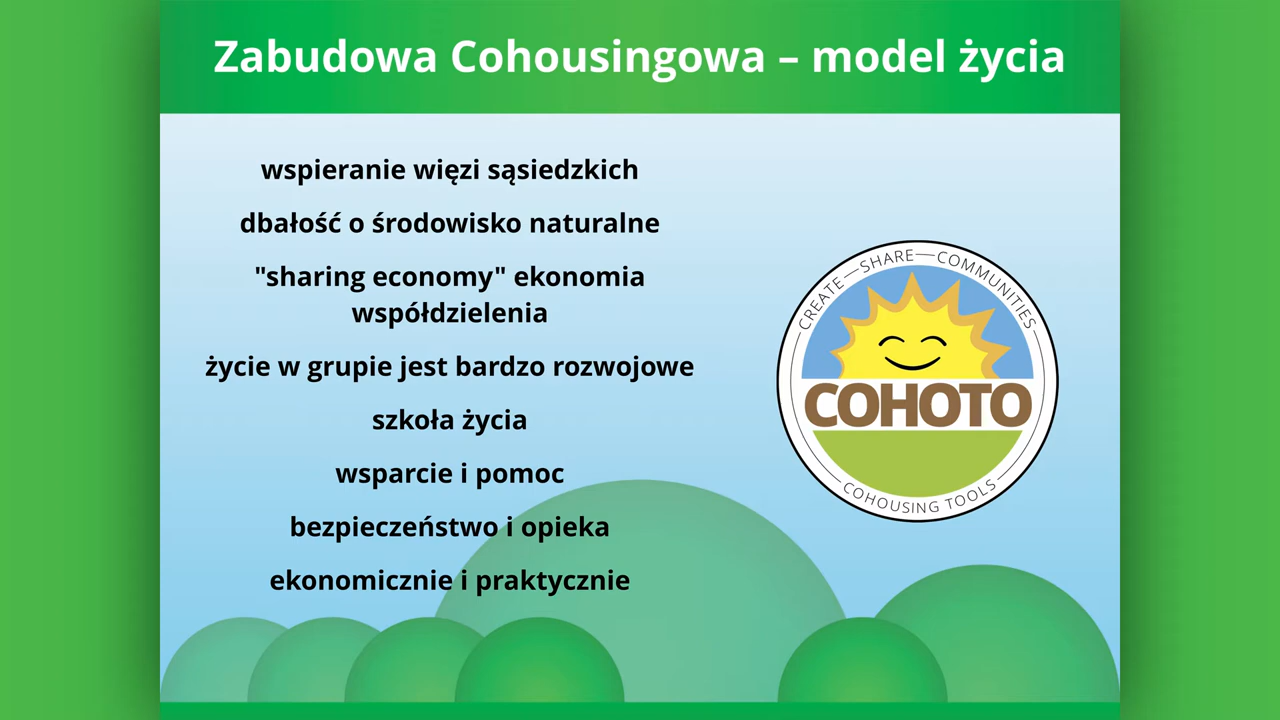 Zabudowa Cohousingowa – model życia
wspieranie więzi sąsiedzkich
dbałość o środowisko naturalne
"sharing economy" ekonomia
współdzielenia
życie w grupie jest bardzo rozwojowe
szkoła życia
wsparcie i pomoc
bezpieczeństwo i opieka
ekonomicznie i praktycznie
CREATE — SHARE — COMMUNITIES
COHOTO
COHOUSING TOOLS